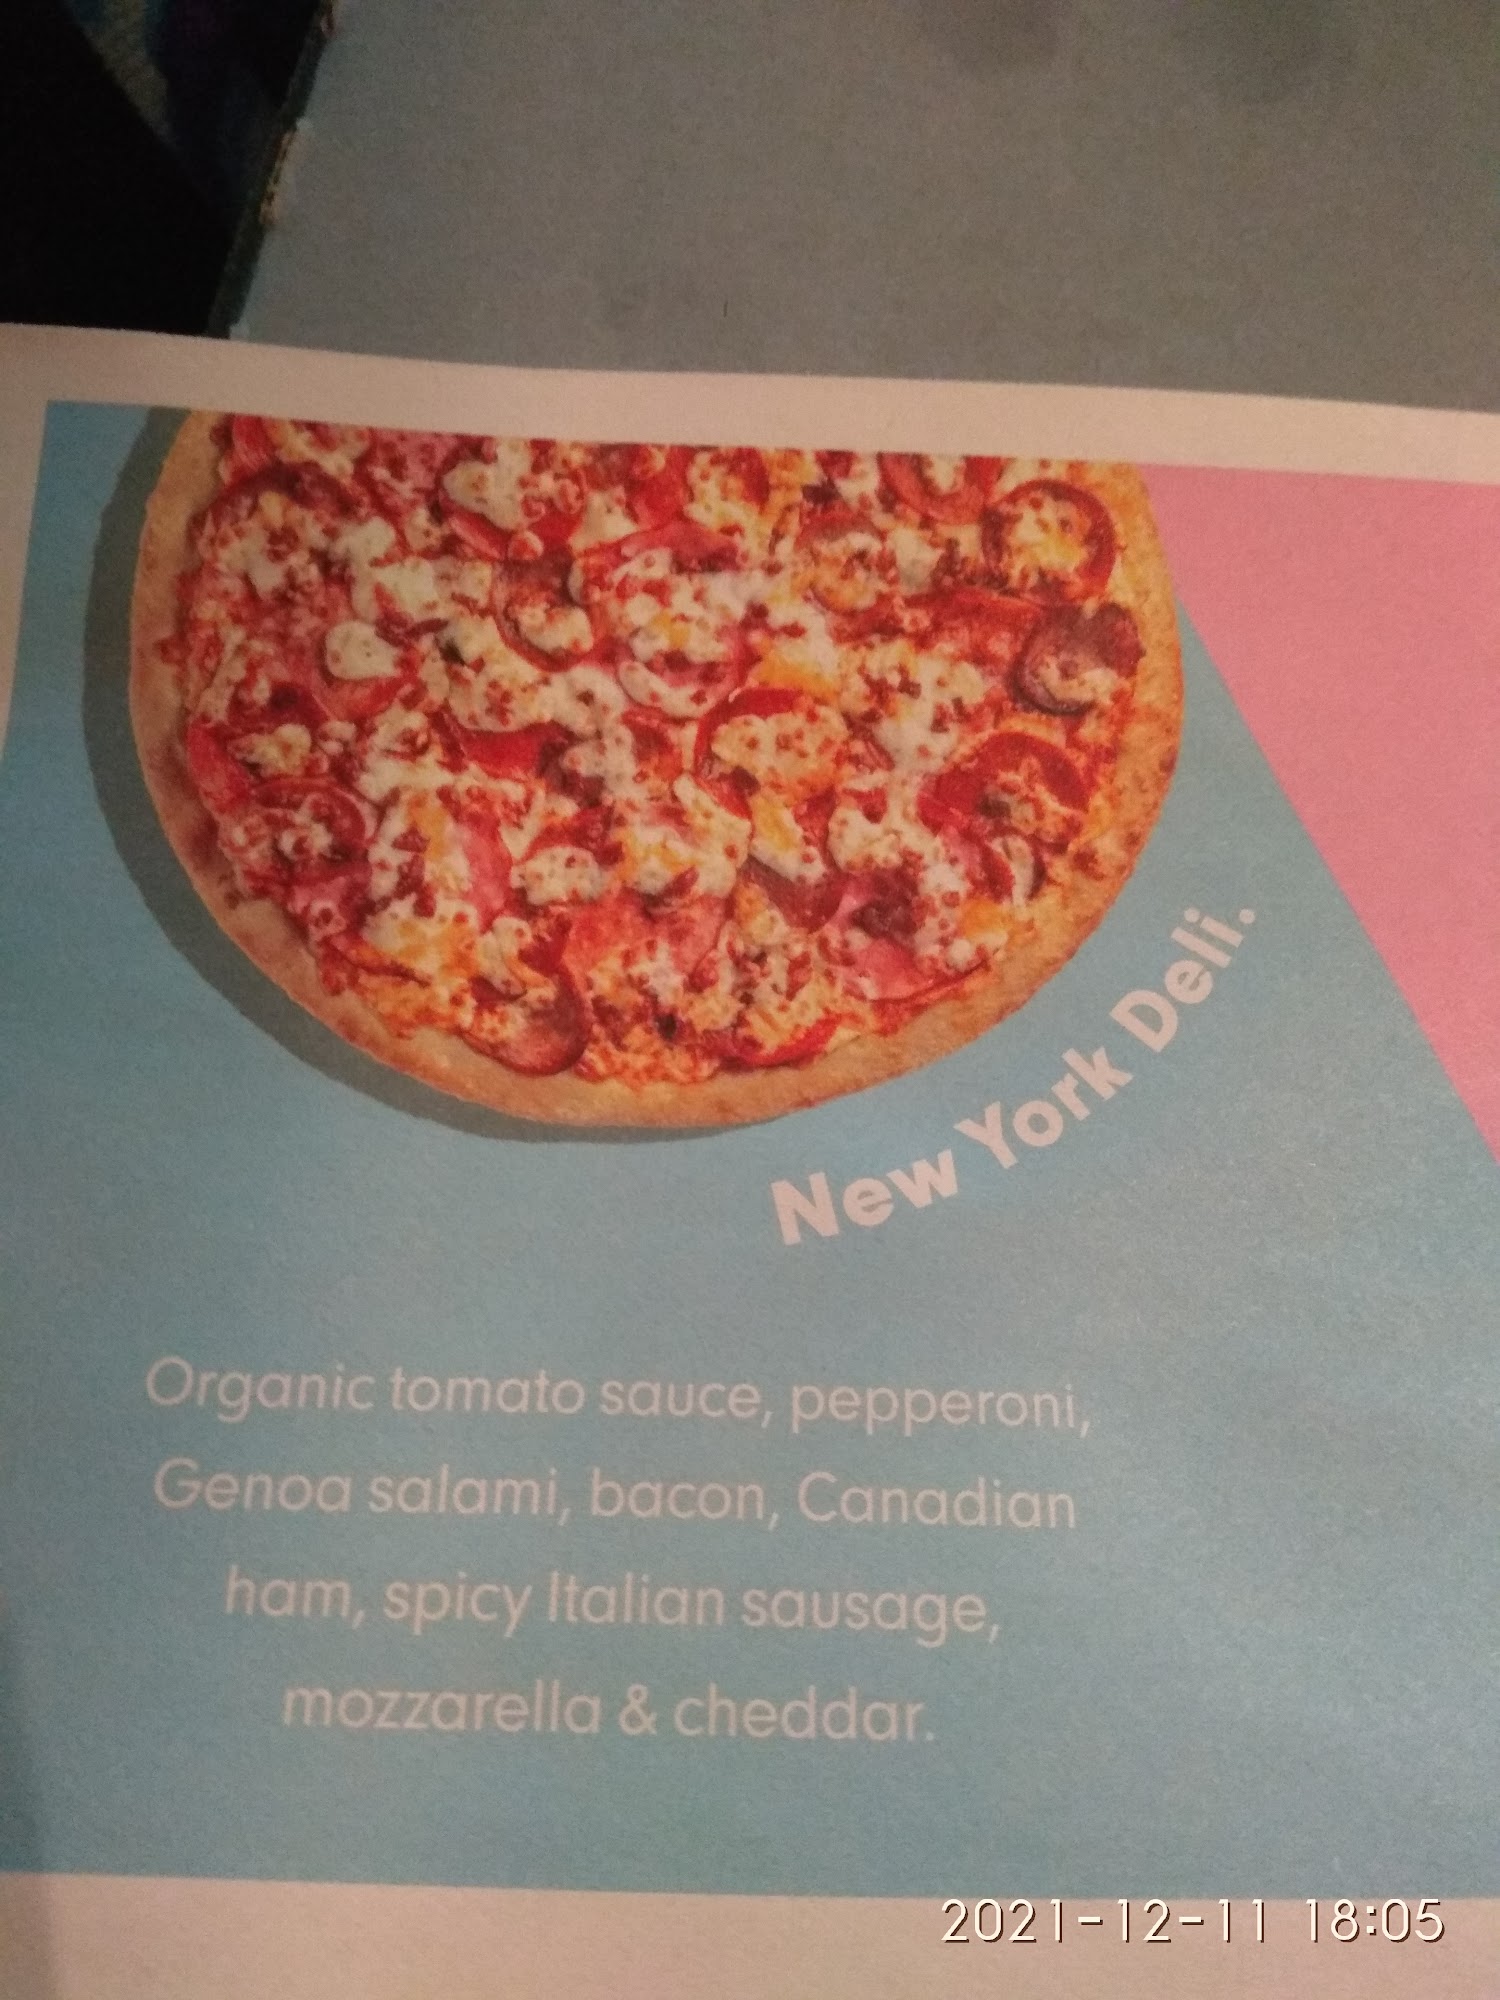 New York Deli.
Organic tomato sauce, pepperoni,
Genoa salami, bacon, Canadian
ham, spicy Italian sausage,
mozzarella & cheddar.
2021-12-11 18:05